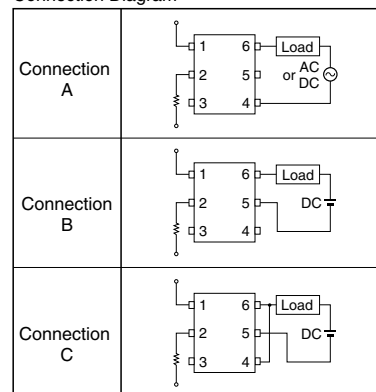 Connection Diagram
Connection
A
1 6 Load
2 5 or AC
DC
3 4
Connection
B
1 6 Load
2 5 DC
3 4
Connection
C
1 6 Load
2 5 DC
3 4